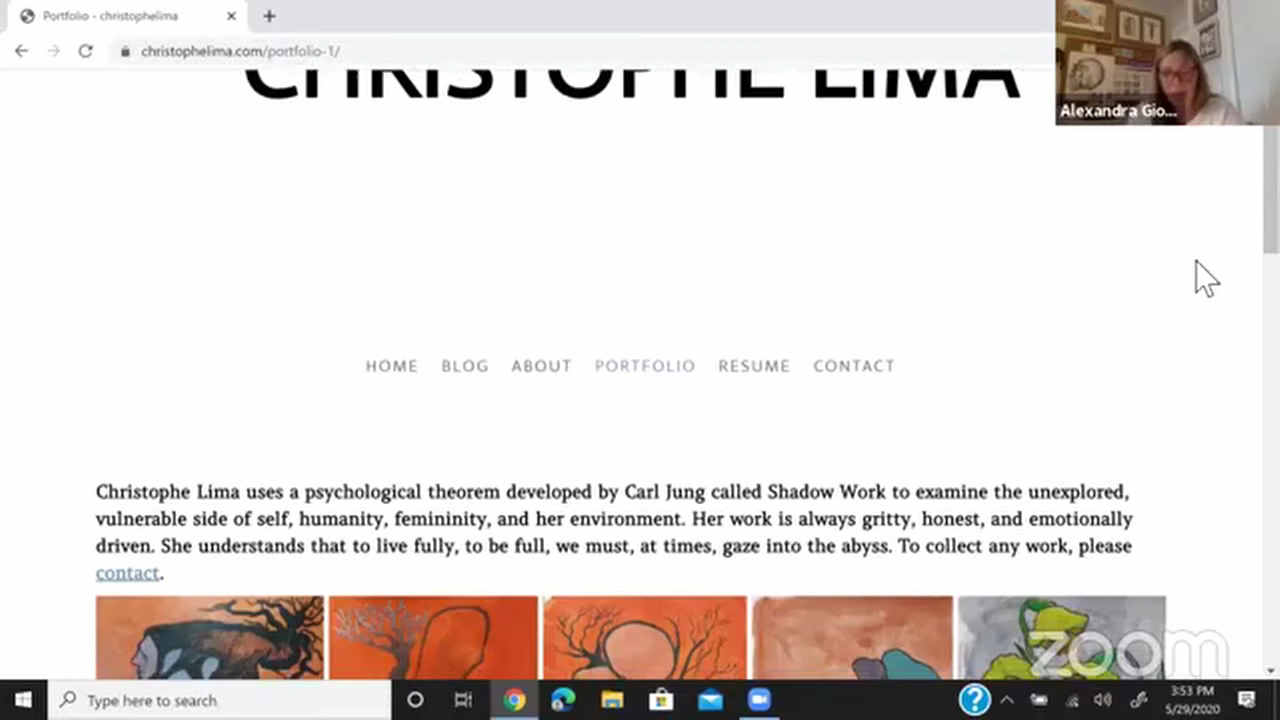 Portfolio - christophelima
christophelima.com/portfolio-1/
CHRISTOPHE LIMA
Alexandra Gio...
HOME BLOG ABOUT PORTFOLIO RESUME CONTACT
Christophe Lima uses a psychological theorem developed by Carl Jung called Shadow Work to examine the unexplored,
vulnerable side of self, humanity, femininity, and her environment. Her work is always gritty, honest, and emotionally
driven. She understands that to live fully, to be full, we must, at times, gaze into the abyss. To collect any work, please
contact.
zoom
Type here to search
3:53 PM
5/29/2020